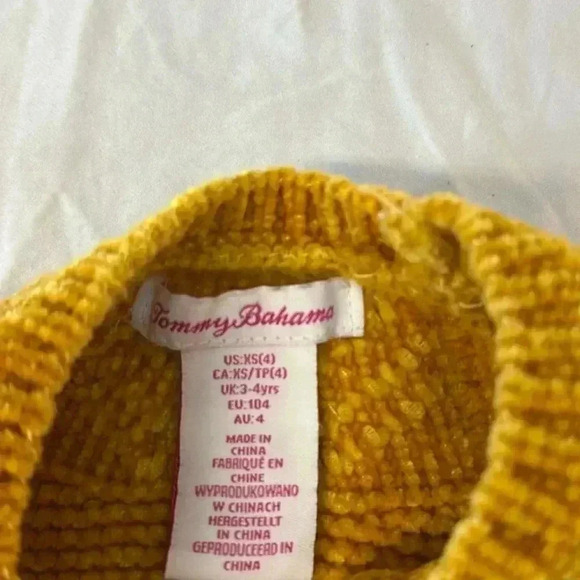 Tommy Bahama
US:XS(4)
CA:XS/TP(4)
UK:3-4yrs
EU:104
AU:4
MADE IN
CHINA
FABRIQUÉ EN
CHINE
WYPRODUKOWANO
W CHINACH
HERGESTELLT
IN CHINA
GEPRODUCEERD IN
CHINA